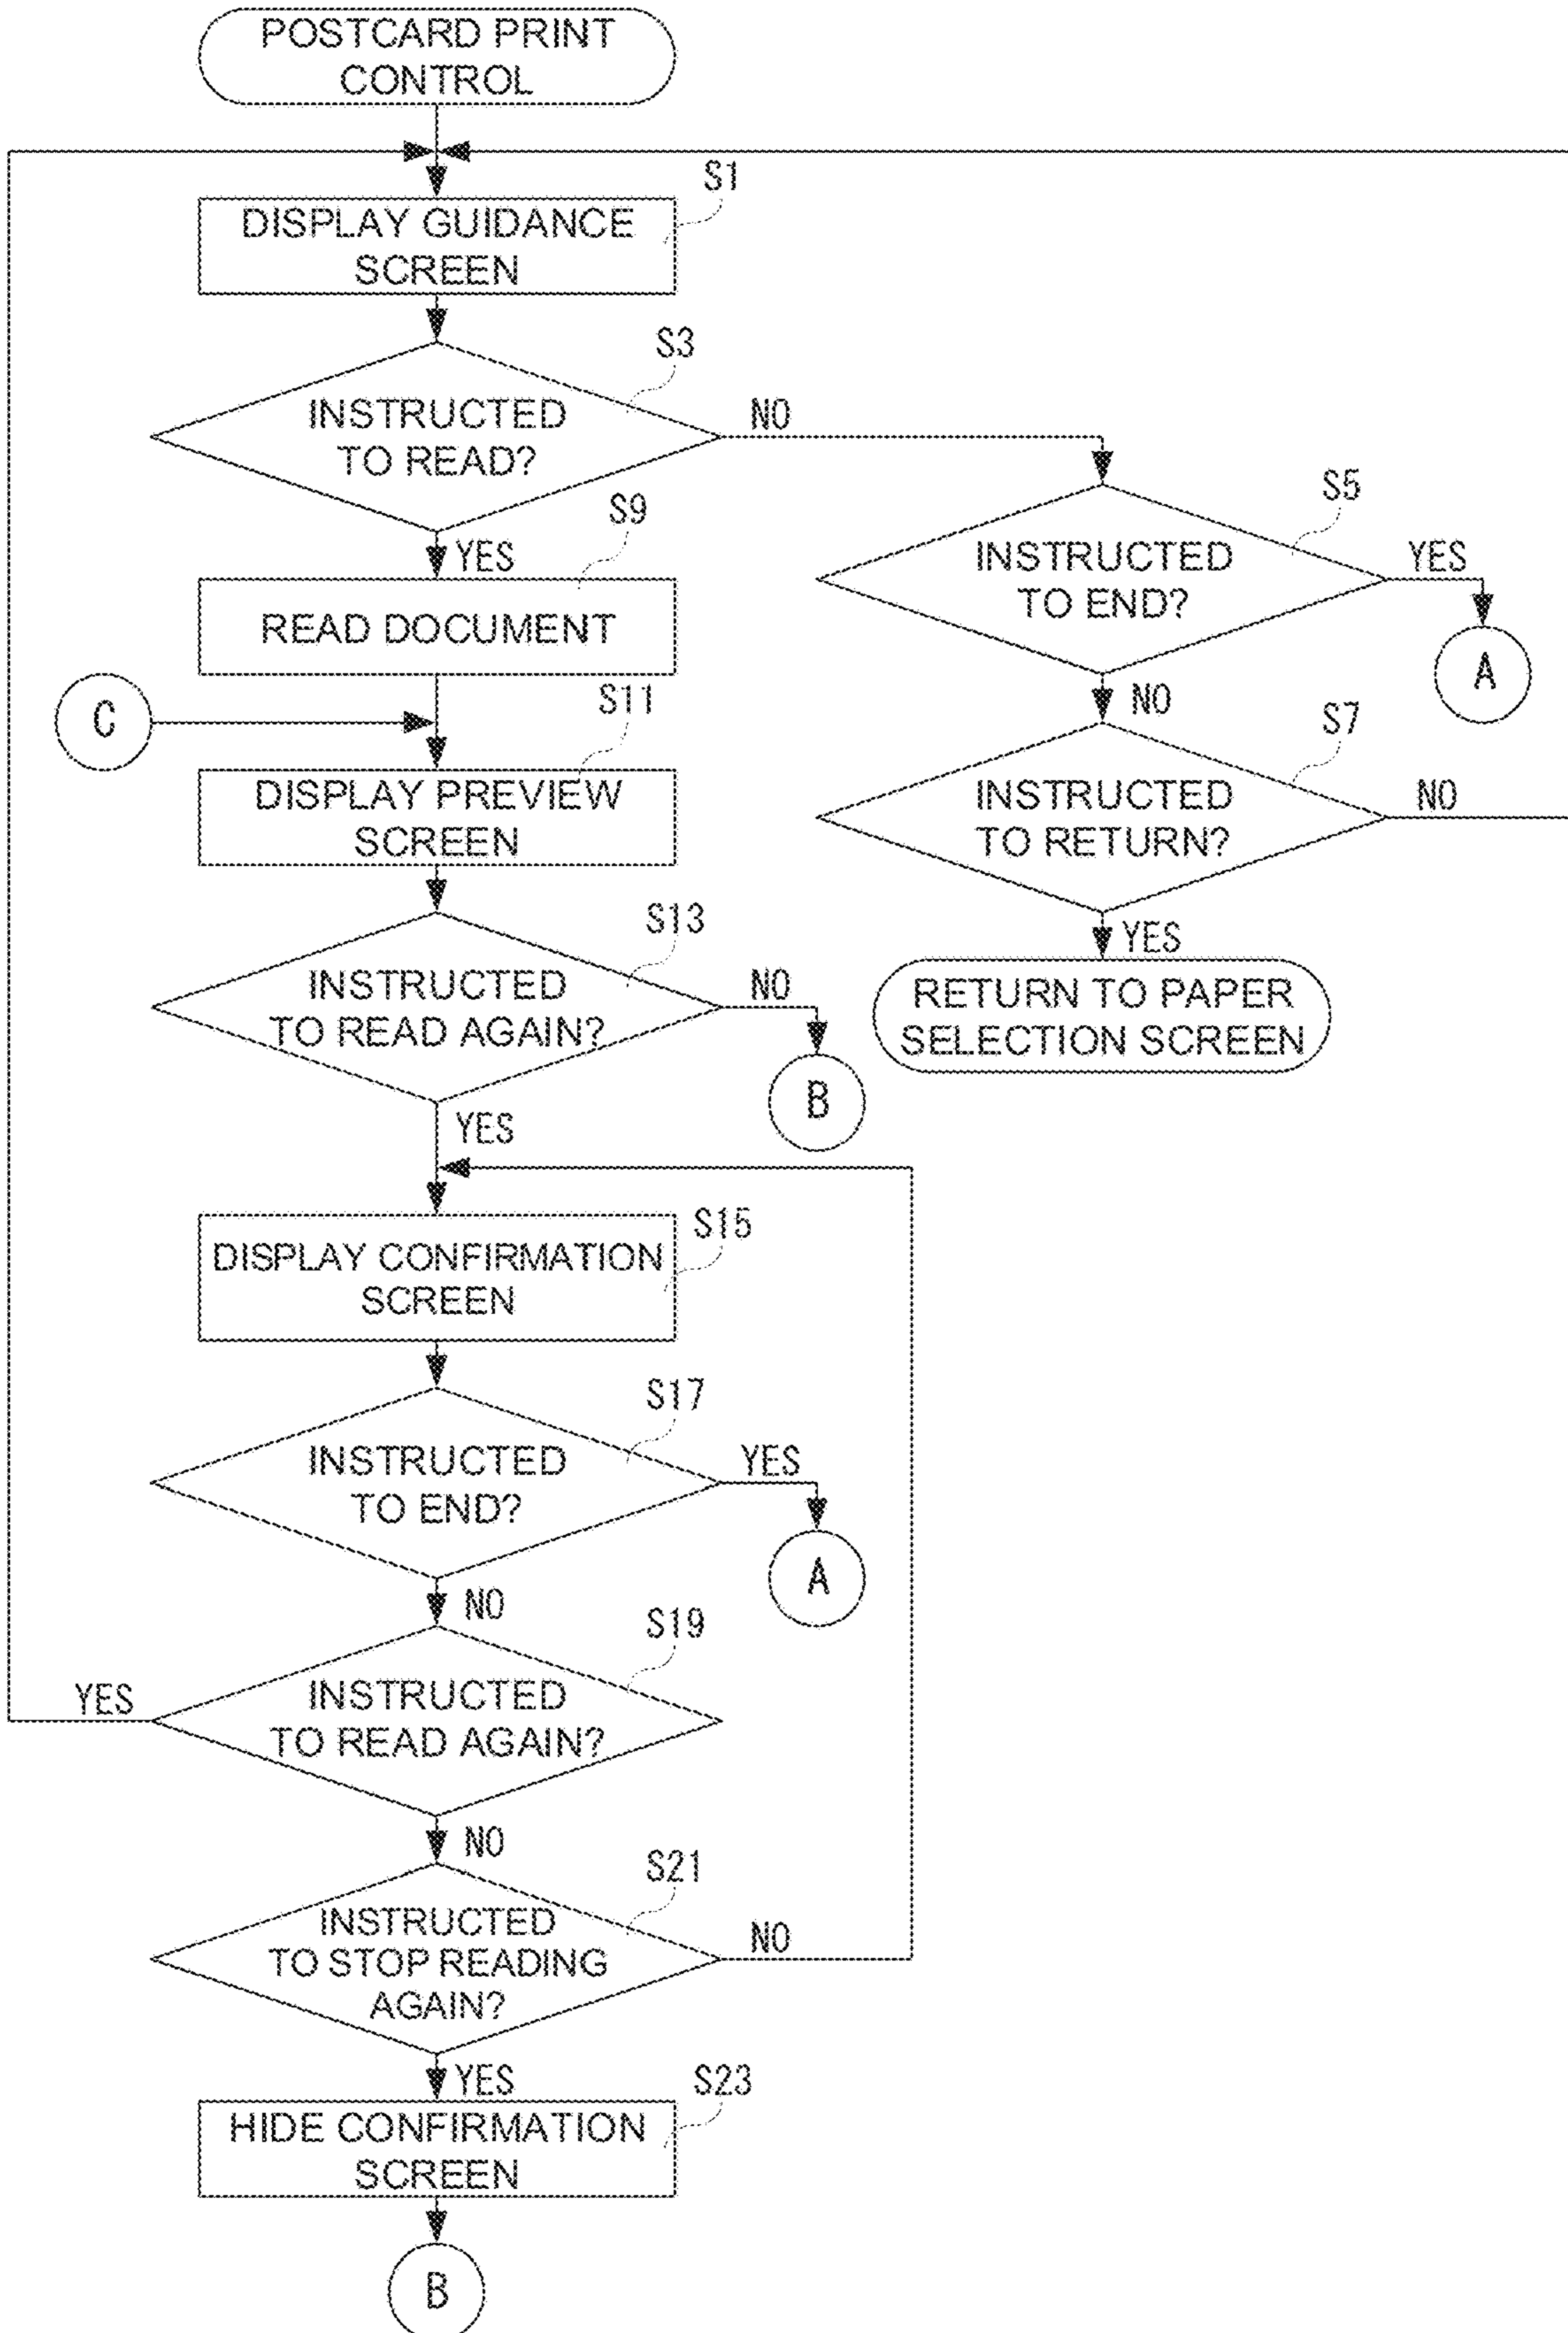 POSTCARD PRINT
CONTROL
S1
DISPLAY GUIDANCE
SCREEN
S3
INSTRUCTED
TO READ?
NO
YES
S5
INSTRUCTED
TO END?
YES
A
NO
S7
INSTRUCTED
TO RETURN?
NO
YES
RETURN TO PAPER
SELECTION SCREEN
S9
READ DOCUMENT
C
S11
DISPLAY PREVIEW
SCREEN
S13
INSTRUCTED
TO READ AGAIN?
NO
B
YES
S15
DISPLAY CONFIRMATION
SCREEN
S17
INSTRUCTED
TO END?
YES
A
NO
S19
INSTRUCTED
TO READ AGAIN?
YES
NO
S21
INSTRUCTED
TO STOP READING
AGAIN?
NO
YES
S23
HIDE CONFIRMATION
SCREEN
B